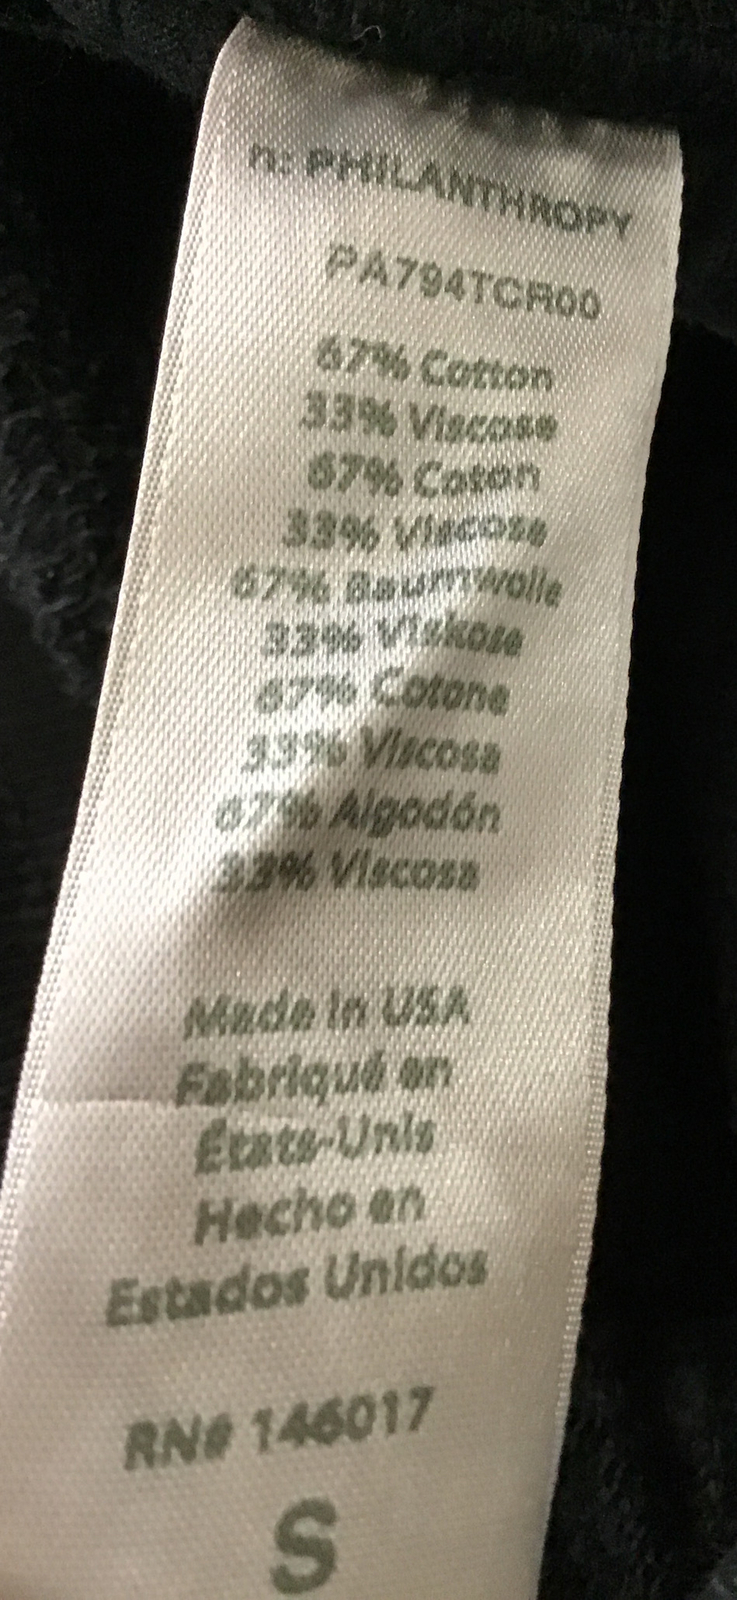 n: PHILANTHROPY
PA794TCR00
67% Cotton
33% Viscose
67% Coton
33% Viscose
67% Baumwolle
33% Viskose
67% Cotone
33% Viscosa
67% Algodón
33% Viscosa
Made in USA
Fabriqué en
États-Unis
Hecho en
Estados Unidos
RN# 146017
S